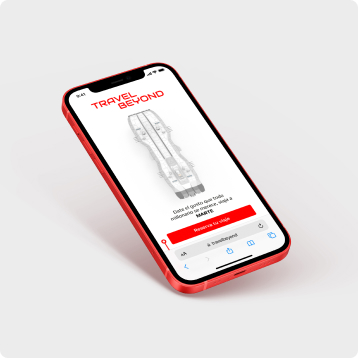 9:41
TRAVEL
BEYOND
Date el gusto que todo
millonario se merece, viaja a
MARTE
Reserva tu viaje
AA
travelbeyond